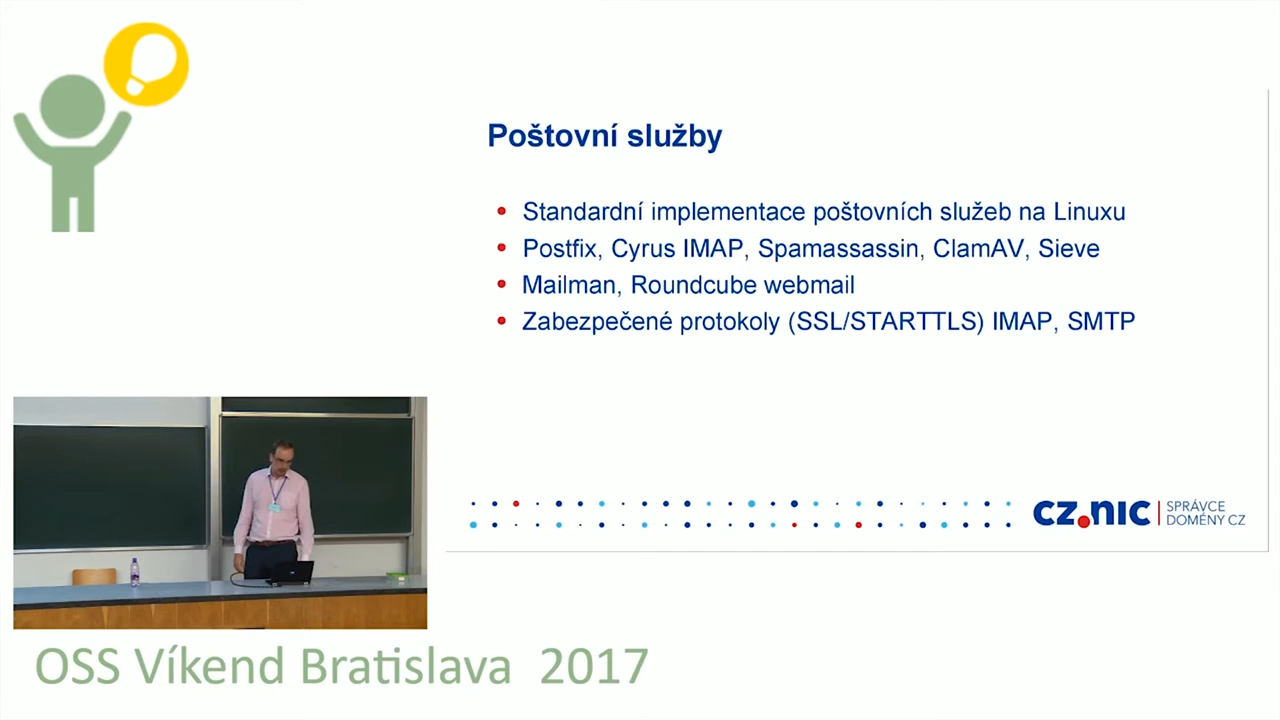 Poštovní služby
Standardní implementace poštovních služeb na Linuxu
Postfix, Cyrus IMAP, Spamassassin, ClamAV, Sieve
Mailman, Roundcube webmail
Zabezpečené protokoly (SSL/STARTTLS) IMAP, SMTP
cz.nic SPRÁVCE
DOMÉNY CZ
OSS Víkend Bratislava 2017